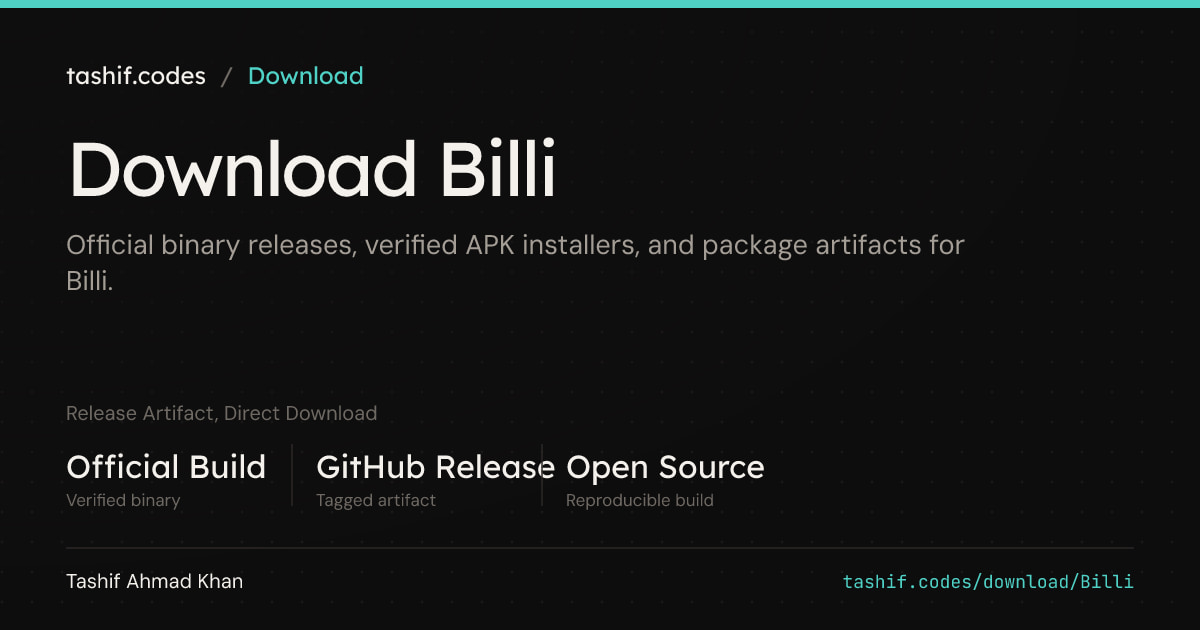 tashif.codes / Download
Download Billi
Official binary releases, verified APK installers, and package artifacts for
Billi.
Release Artifact, Direct Download
Official Build GitHub Release Open Source
Verified binary Tagged artifact Reproducible build
Tashif Ahmad Khan tashif.codes/download/Billi